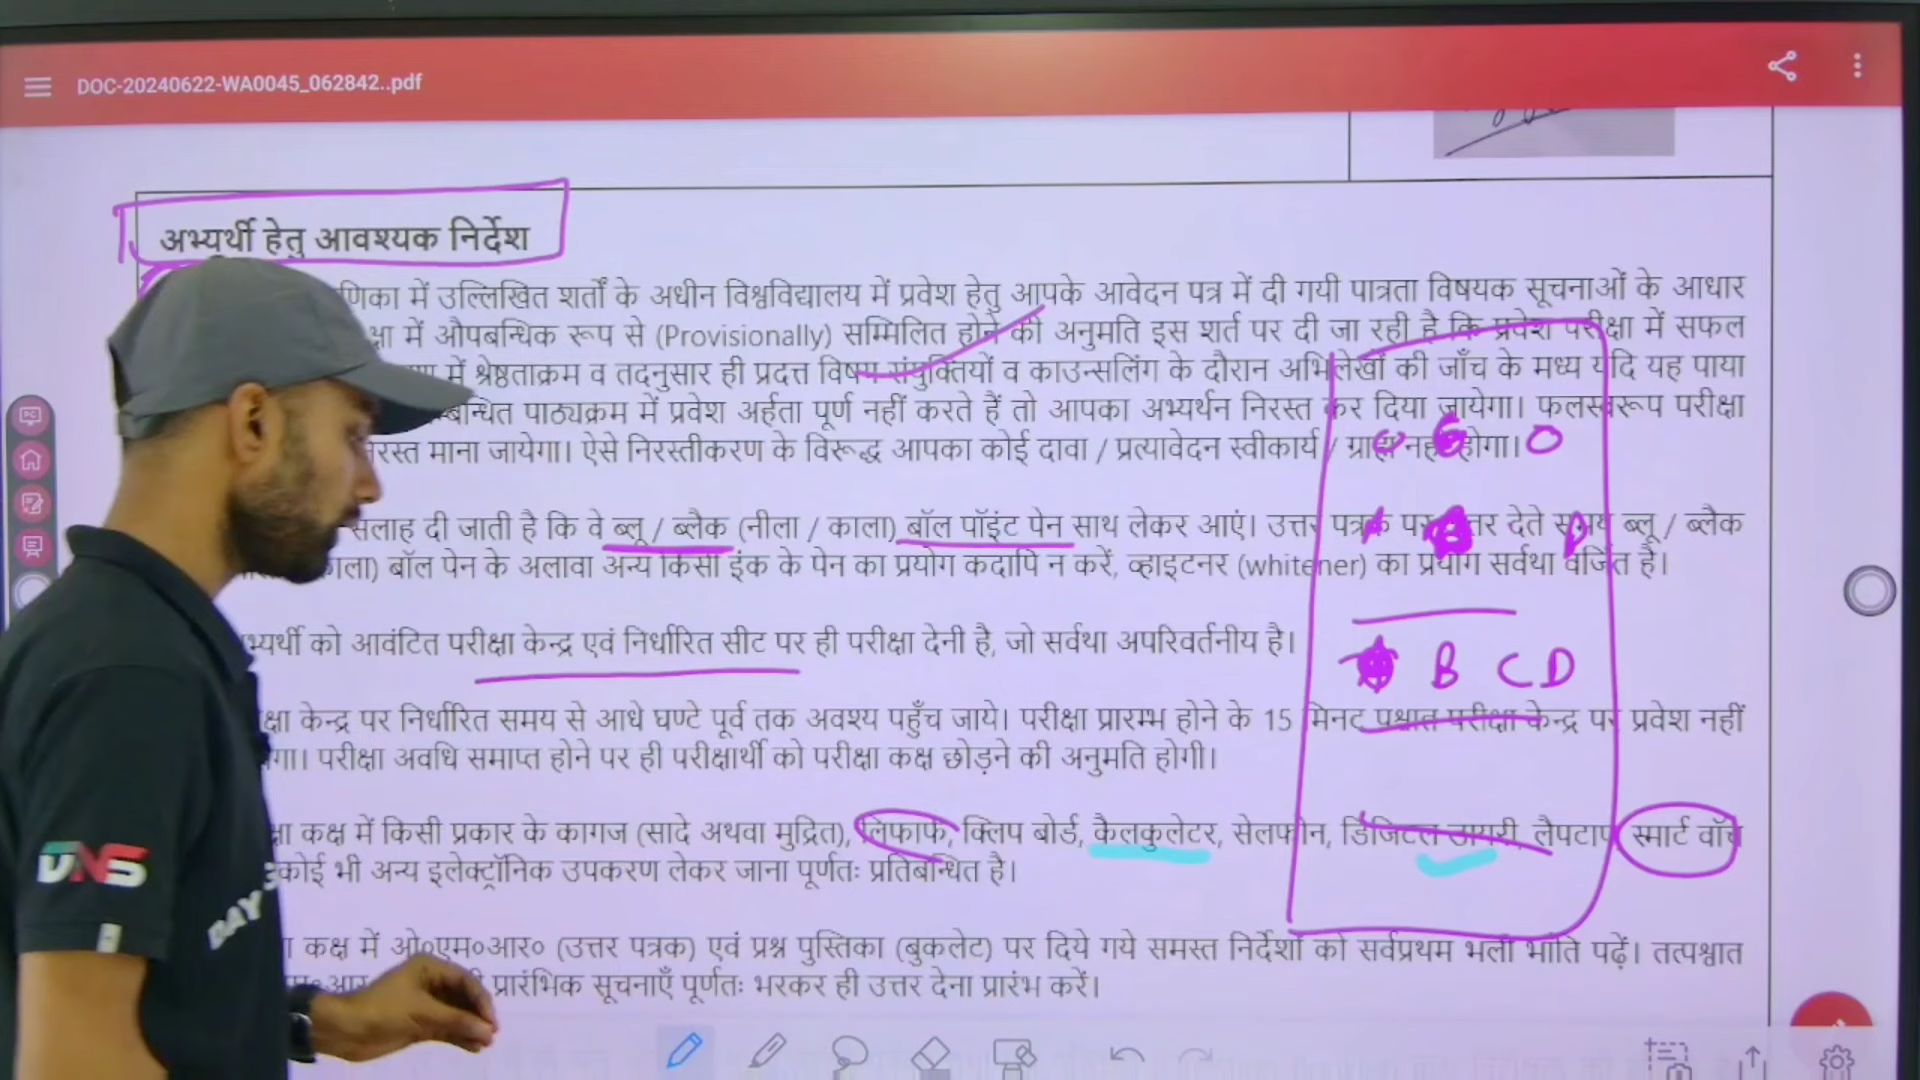 DOC-20240622-WA0045_062842..pdf
अभ्यर्थी हेतु आवश्यक निर्देश
में उल्लिखित शर्तों के अधीन विश्वविद्यालय में प्रवेश हेतु आपके आवेदन पत्र में दी गयी पात्रता विषयक सूचनाओं के आधार
में औपबन्धिक रूप से (Provisionally) सम्मिलित होने की अनुमति इस शर्त पर दी जा रही है कि प्रवेश परीक्षा में सफल
में श्रेष्ठताक्रम व तदनुसार ही प्रदत्त विषय संयुक्तियों व काउन्सलिंग के दौरान अभिलेखों की जाँच के मध्य यदि यह पाया
पाठ्यक्रम में प्रवेश अर्हता पूर्ण नहीं करते हैं तो आपका अभ्यर्थन निरस्त कर दिया जायेगा। फलस्वरूप परीक्षा
माना जायेगा। ऐसे निरस्तीकरण के विरूद्ध आपका कोई दावा / प्रत्यावेदन स्वीकार्य / ग्राह्य नहीं होगा।
सलाह दी जाती है कि वे ब्लू / ब्लैक (नीला / काला) बॉल पॉइंट पेन साथ लेकर आएं। उत्तर पत्रक पर उत्तर देते समय ब्लू / ब्लैक
बॉल पेन के अलावा अन्य किसी इंक के पेन का प्रयोग कदापि न करें, व्हाइटनर (whitener) का प्रयोग सर्वथा वर्जित है।
को आवंटित परीक्षा केन्द्र एवं निर्धारित सीट पर ही परीक्षा देनी है, जो सर्वथा अपरिवर्तनीय है।
B C D
केन्द्र पर निर्धारित समय से आधे घण्टे पूर्व तक अवश्य पहुँच जाये। परीक्षा प्रारम्भ होने के 15 मिनट पश्चात परीक्षा केन्द्र पर प्रवेश नहीं
परीक्षा अवधि समाप्त होने पर ही परीक्षार्थी को परीक्षा कक्ष छोड़ने की अनुमति होगी।
कक्ष में किसी प्रकार के कागज (सादे अथवा मुद्रित), लिफाफे, क्लिप बोर्ड, कैलकुलेटर, सेलफोन, डिजिटल डायरी, लैपटाप स्मार्ट वॉच
कोई भी अन्य इलेक्ट्रॉनिक उपकरण लेकर जाना पूर्णतः प्रतिबन्धित है।
कक्ष में ओ०एम०आर० (उत्तर पत्रक) एवं प्रश्न पुस्तिका (बुकलेट) पर दिये गये समस्त निर्देशों को सर्वप्रथम भली भांति पढ़ें। तत्पश्चात
प्रारंभिक सूचनाएँ पूर्णतः भरकर ही उत्तर देना प्रारंभ करें।
DNS
DAY